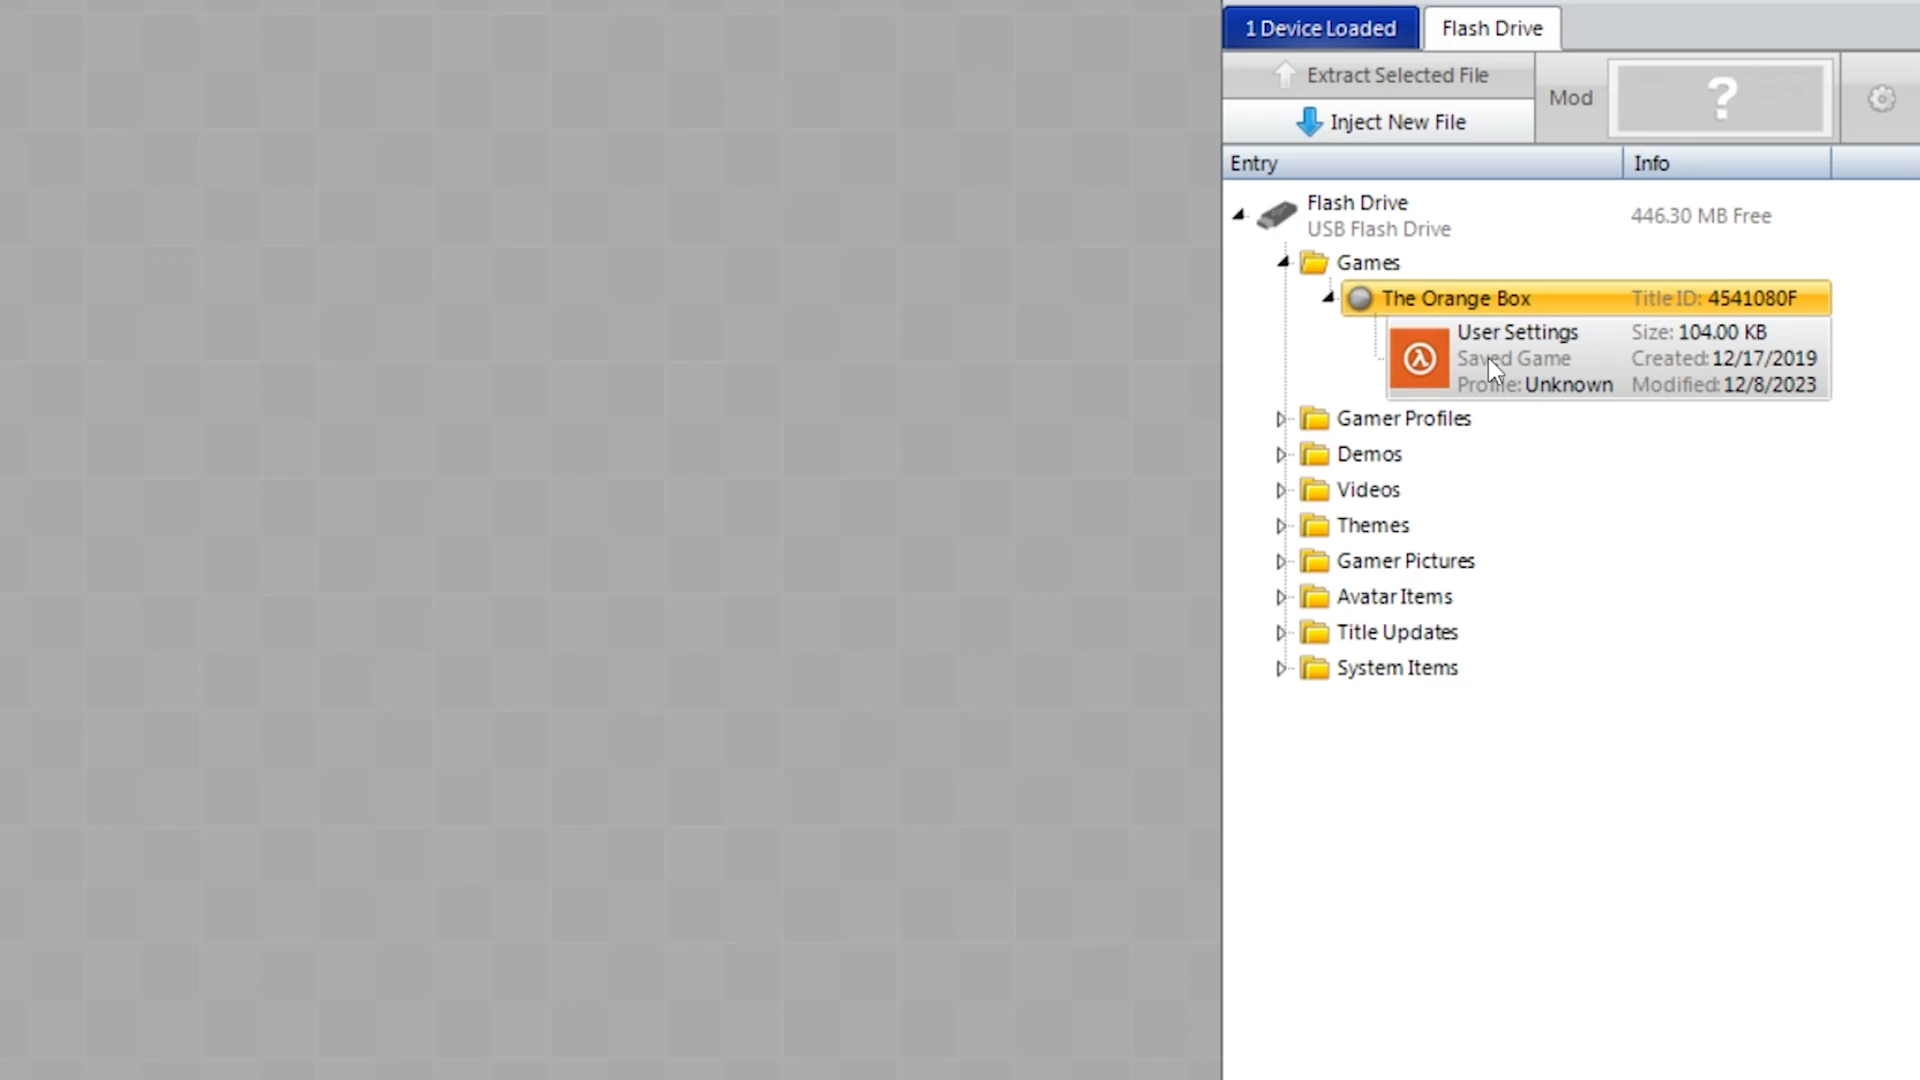 1 Device Loaded
Flash Drive
Extract Selected File
Mod
?
Inject New File
Entry
Info
Flash Drive
USB Flash Drive
446.30 MB Free
Games
The Orange Box
Title ID: 4541080F
User Settings
Size: 104.00 KB
Saved Game
Created: 12/17/2019
Profile: Unknown
Modified: 12/8/2023
Gamer Profiles
Demos
Videos
Themes
Gamer Pictures
Avatar Items
Title Updates
System Items